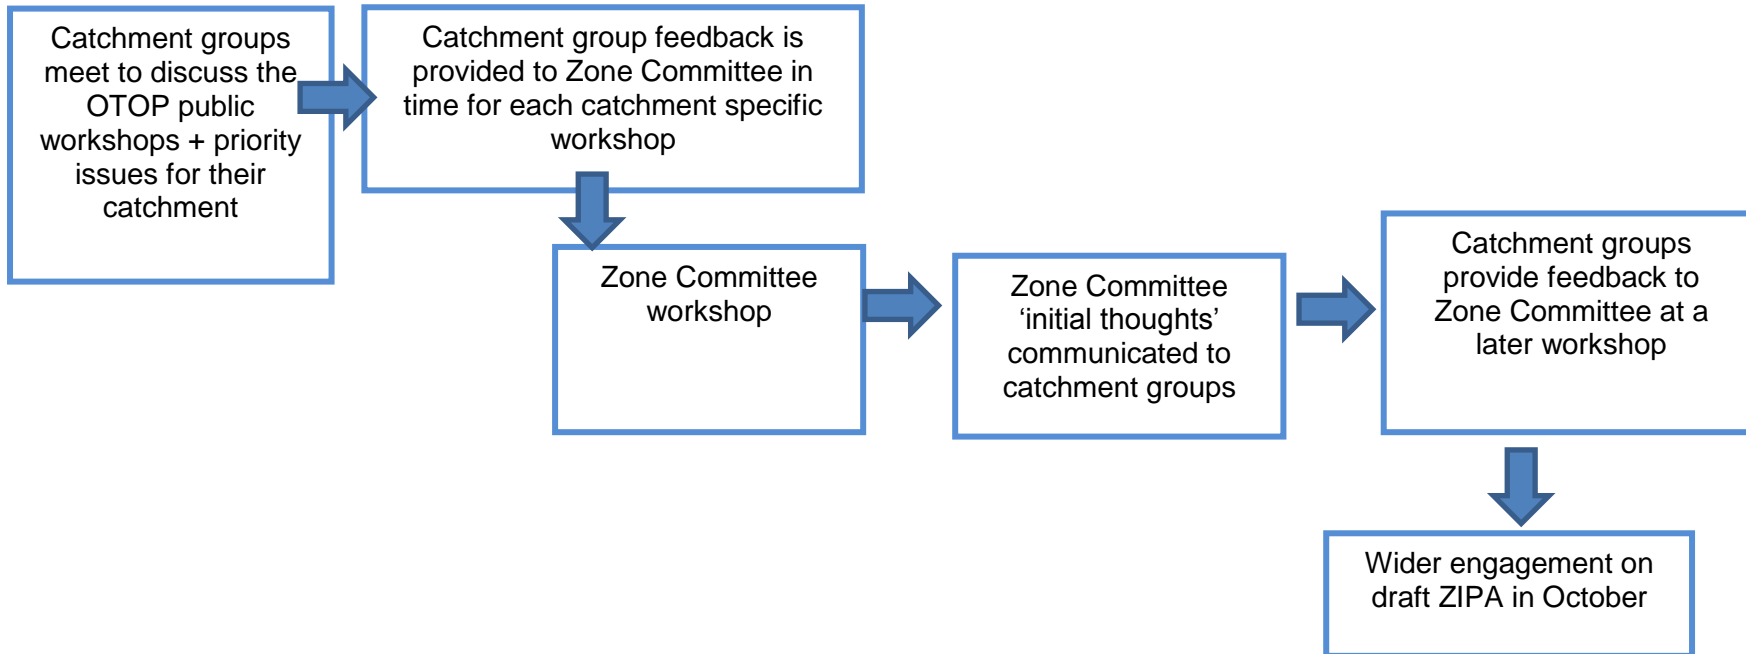 Catchment groups
meet to discuss the
OTOP public
workshops + priority
issues for their
catchment
Catchment group feedback is
provided to Zone Committee in
time for each catchment specific
workshop
Zone Committee
workshop
Zone Committee
‘initial thoughts’
communicated to
catchment groups
Catchment groups
provide feedback to
Zone Committee at a
later workshop
Wider engagement on
draft ZIPA in October